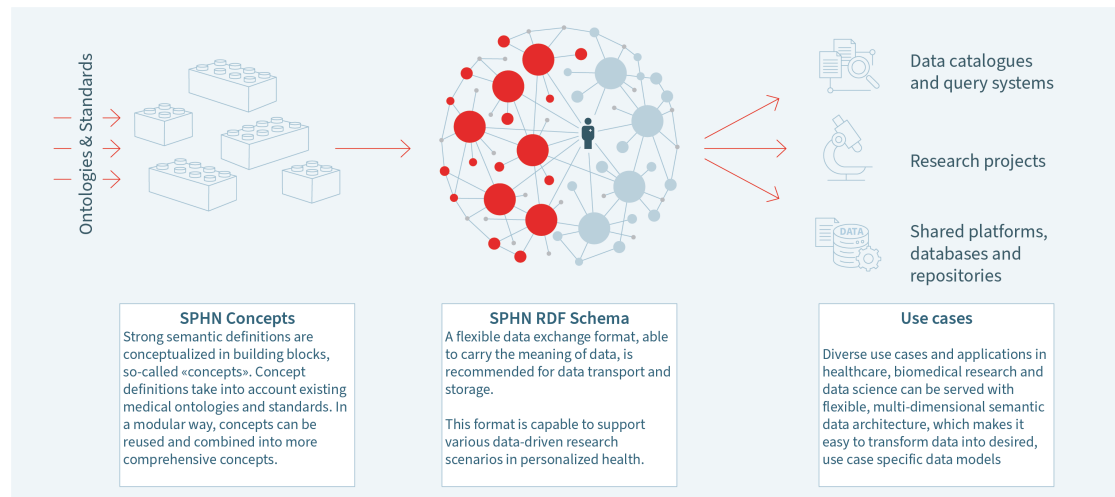 Ontologies & Standards
Data catalogues
and query systems
Research projects
DATA
Shared platforms,
databases and
repositories
SPHN Concepts
Strong semantic definitions are
conceptualized in building blocks,
so-called «concepts». Concept
definitions take into account existing
medical ontologies and standards. In
a modular way, concepts can be
reused and combined into more
comprehensive concepts.
SPHN RDF Schema
A flexible data exchange format, able
to carry the meaning of data, is
recommended for data transport and
storage.
This format is capable to support
various data-driven research
scenarios in personalized health.
Use cases
Diverse use cases and applications in
healthcare, biomedical research and
data science can be served with
flexible, multi-dimensional semantic
data architecture, which makes it
easy to transform data into desired,
use case specific data models